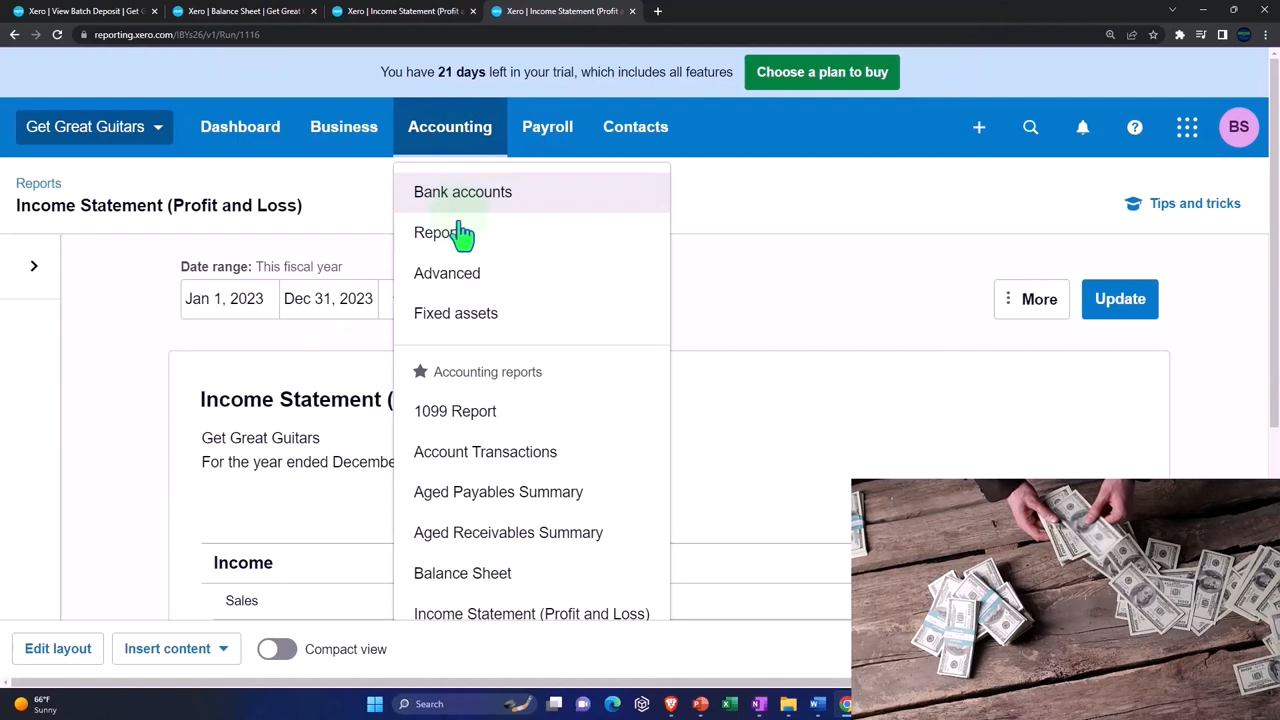 Xero | View Batch Deposit | Get G
Xero | Balance Sheet | Get Great G
Xero | Income Statement (Profit a
Xero | Income Statement (Profit a
reporting.xero.com/!BYs26/v1/Run/1116
You have 21 days left in your trial, which includes all features
Choose a plan to buy
Get Great Guitars
Dashboard
Business
Accounting
Payroll
Contacts
BS
Reports
Income Statement (Profit and Loss)
Tips and tricks
Bank accounts
Advanced
Fixed assets
Accounting reports
1099 Report
Account Transactions
Aged Payables Summary
Aged Receivables Summary
Balance Sheet
Income Statement (Profit and Loss)
Date range: This fiscal year
Jan 1, 2023
Dec 31, 2023
More
Update
Income Statement (
Get Great Guitars
For the year ended Decembe
Income
Sales
Edit layout
Insert content
Compact view
66°F
Sunny
Search